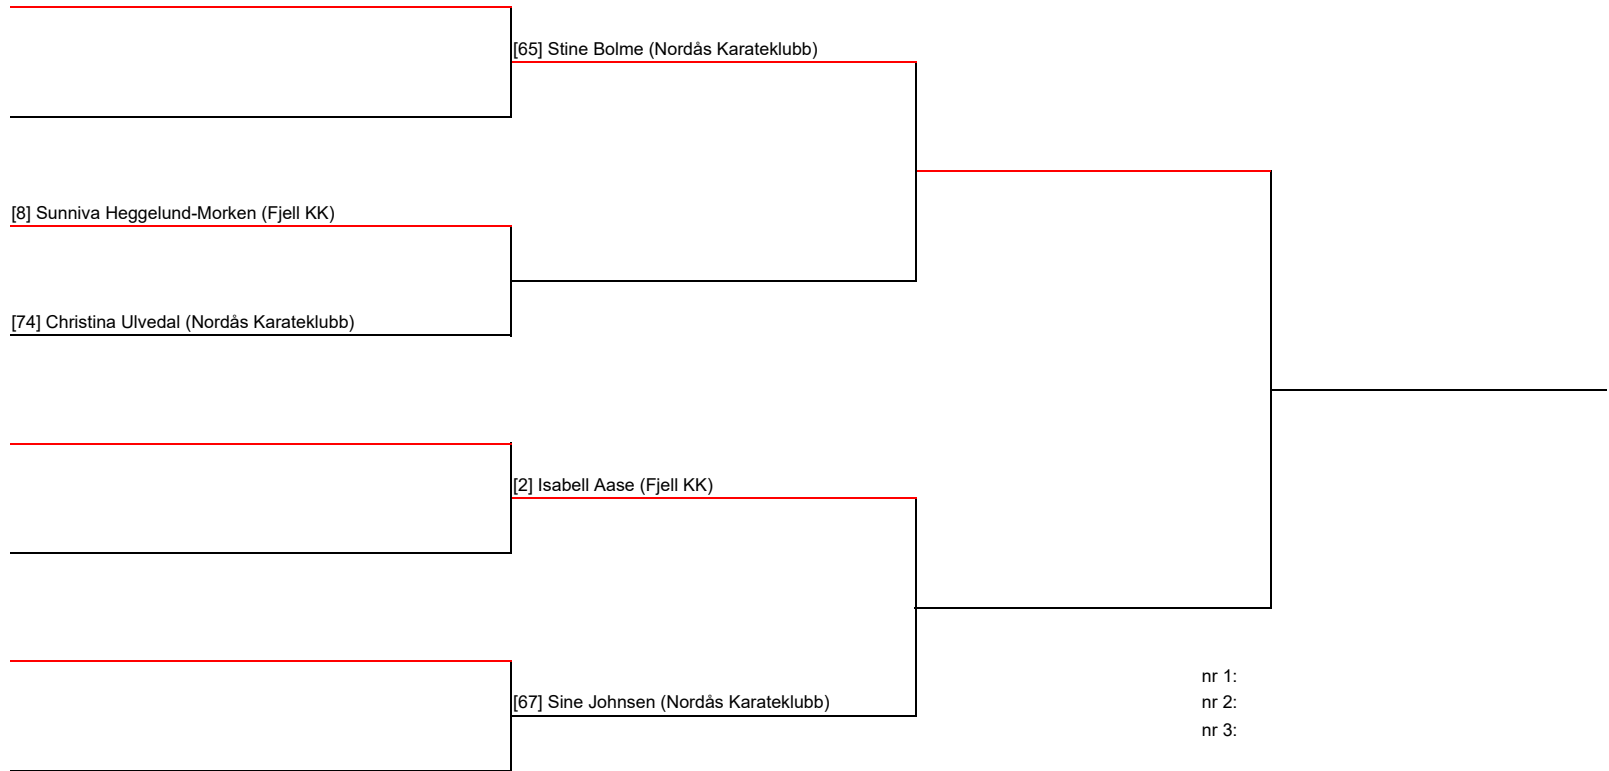 [65] Stine Bolme (Nordås Karateklubb)
[8] Sunniva Heggelund-Morken (Fjell KK)
[74] Christina Ulvedal (Nordås Karateklubb)
[2] Isabell Aase (Fjell KK)
[67] Sine Johnsen (Nordås Karateklubb)
nr 1:
nr 2:
nr 3: